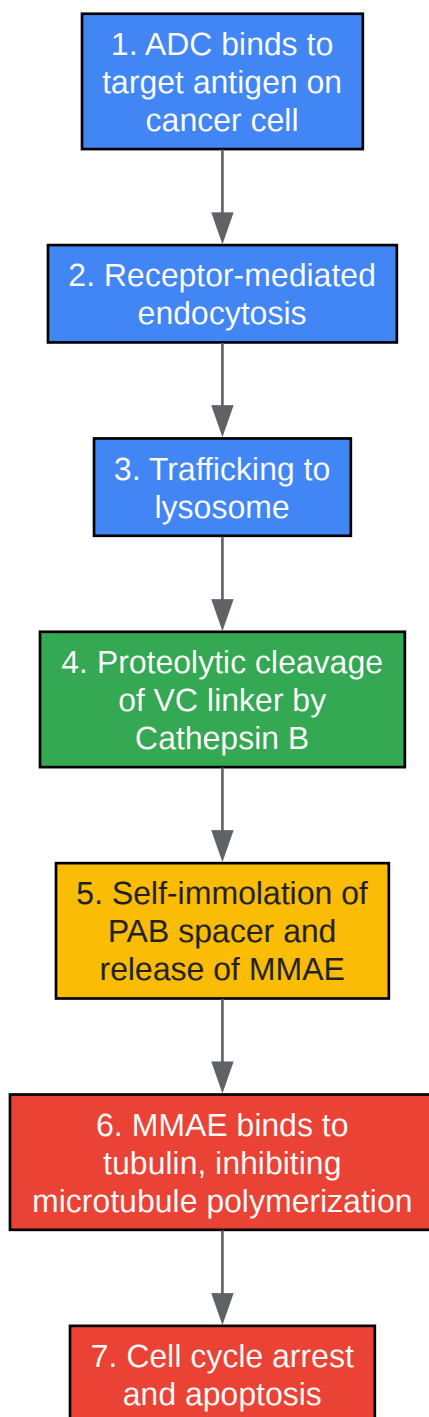 1. ADC binds to
target antigen on
cancer cell
2. Receptor-mediated
endocytosis
3. Trafficking to
lysosome
4. Proteolytic cleavage
of VC linker by
Cathepsin B
5. Self-immolation of
PAB spacer and
release of MMAE
6. MMAE binds to
tubulin, inhibiting
microtubule polymerization
7. Cell cycle arrest
and apoptosis